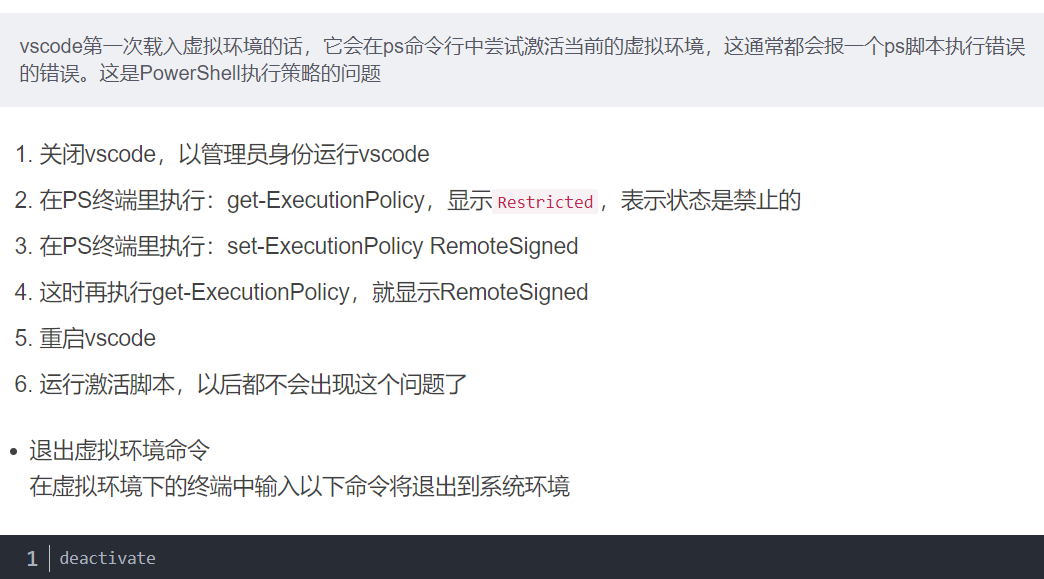 vscode第一次载入虚拟环境的话，它会在ps命令行中尝试激活当前的虚拟环境，这通常都会报一个ps脚本执行错误
的错误。这是PowerShell执行策略的问题
1. 关闭vscode，以管理员身份运行vscode
2. 在PS终端里执行：get-ExecutionPolicy，显示 Restricted ，表示状态是禁止的
3. 在PS终端里执行：set-ExecutionPolicy RemoteSigned
4. 这时再执行get-ExecutionPolicy，就显示RemoteSigned
5. 重启vscode
6. 运行激活脚本，以后都不会出现这个问题了
• 退出虚拟环境命令
在虚拟环境下的终端中输入以下命令将退出到系统环境
1 deactivate